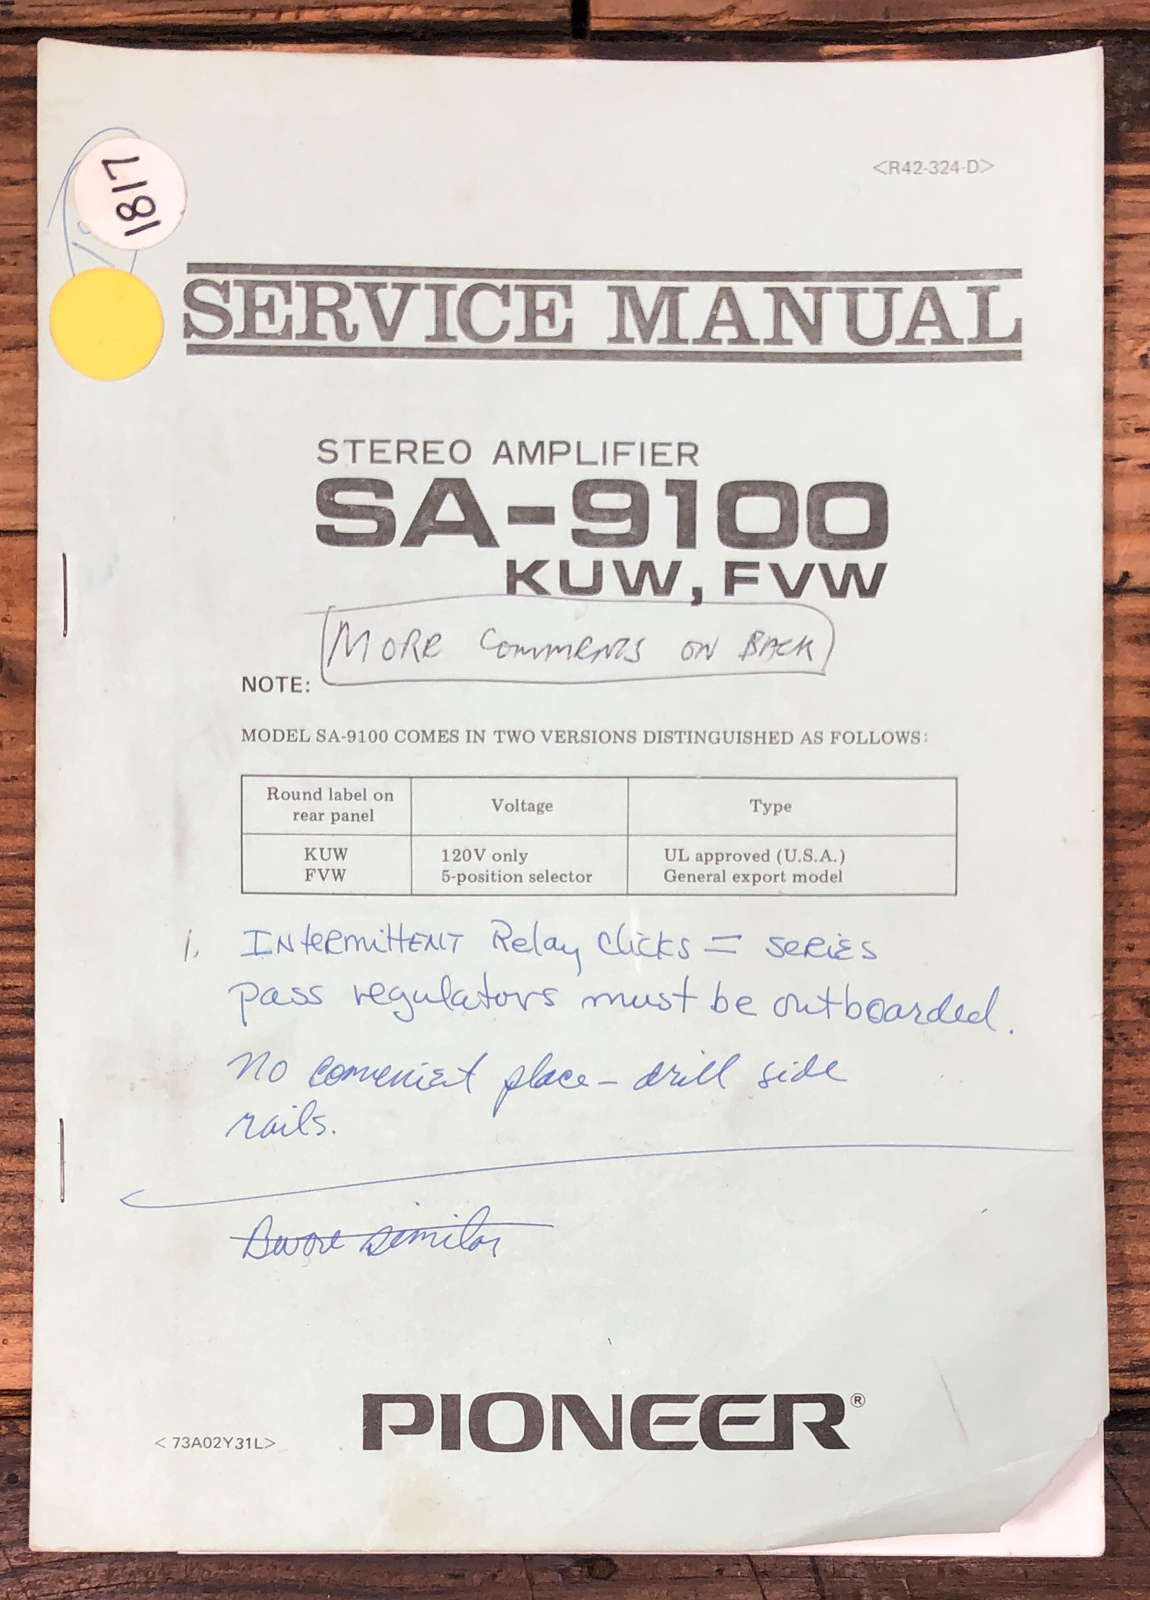 1817
<R42-324-D>
SERVICE MANUAL
STEREO AMPLIFIER
SA-9100
KUW, FVW
MORE COMMENTS ON BACK
NOTE:
MODEL SA-9100 COMES IN TWO VERSIONS DISTINGUISHED AS FOLLOWS:
Round label on rear panel Voltage Type
KUW 120V only UL approved (U.S.A.)
FVW 5-position selector General export model
1. INtermittENT Relay clicks = series
pass regulators must be outboarded.
No convenient place - drill side
rails.
similar
PIONEER®
< 73A02Y31L>